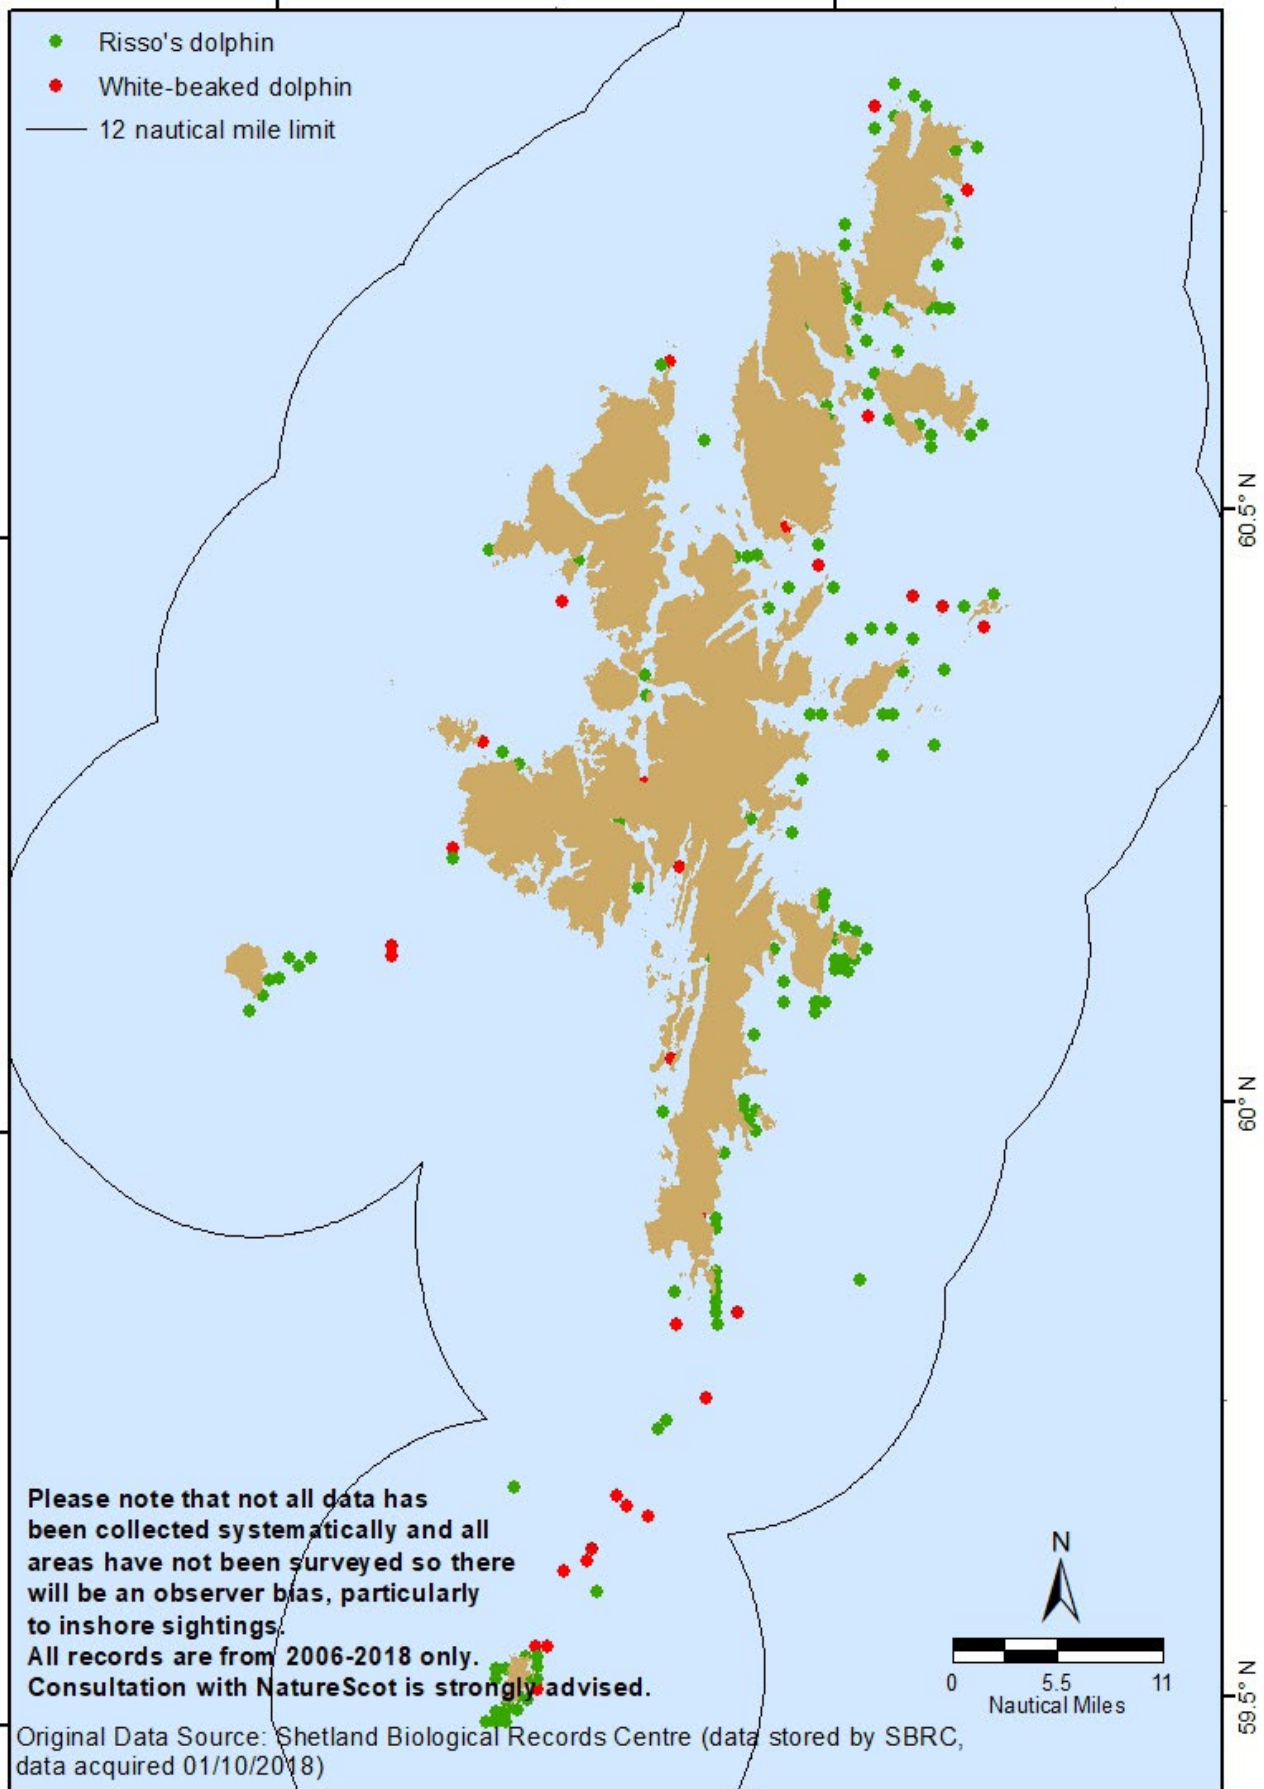 Risso's dolphin
White-beaked dolphin
12 nautical mile limit
60.5° N
60° N
Please note that not all data has
been collected systematically and all
areas have not been surveyed so there
will be an observer bias, particularly
to inshore sightings.
All records are from 2006-2018 only.
Consultation with NatureScot is strongly advised.
N
0 5.5 11
Nautical Miles
59.5° N
Original Data Source: Shetland Biological Records Centre (data stored by SBRC,
data acquired 01/10/2018)